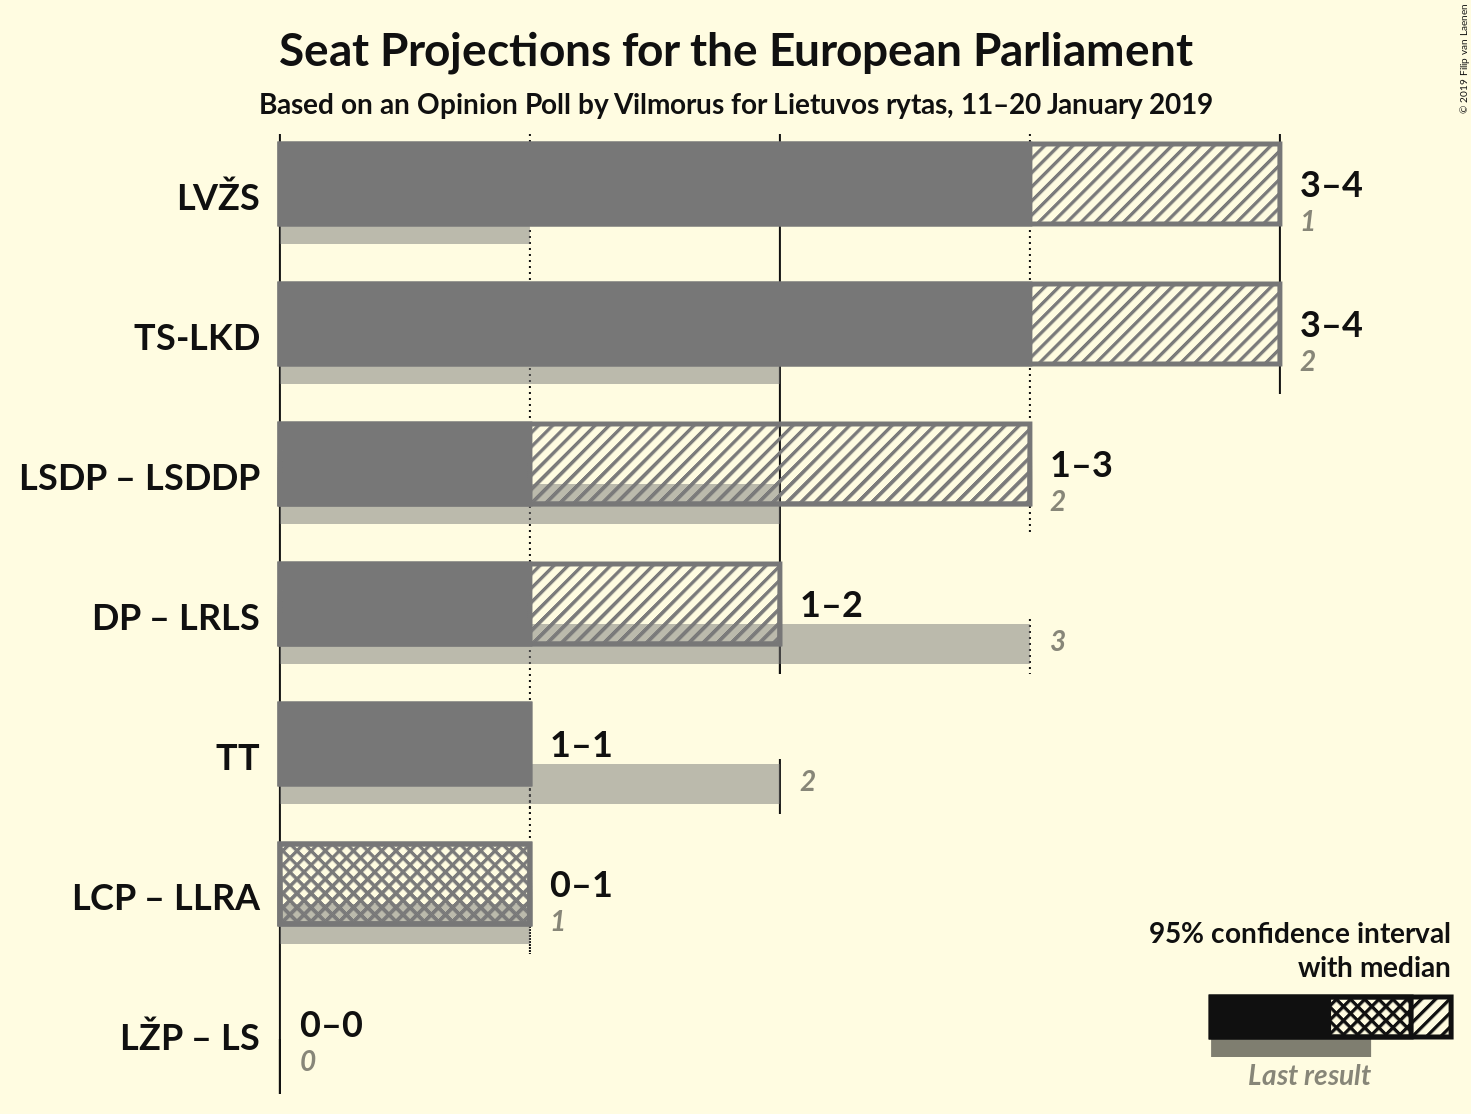 Seat Projections for the European Parliament
Based on an Opinion Poll by Vilmorus for Lietuvos rytas, 11–20 January 2019
© 2019 Filip van Laenen
LVŽS
3–4
1
TS-LKD
3–4
2
LSDP – LSDDP
1–3
2
DP – LRLS
1–2
3
TT
1–1
2
LCP – LLRA
0–1
1
LŽP – LS
0–0
0
95% confidence interval
with median
Last result